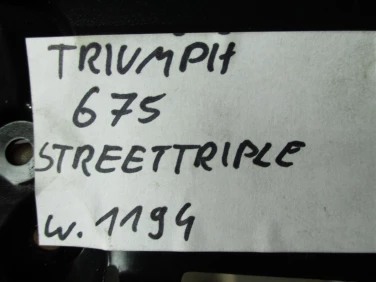 TRIUMPH
675
STREETTRIPLE
W. 1194